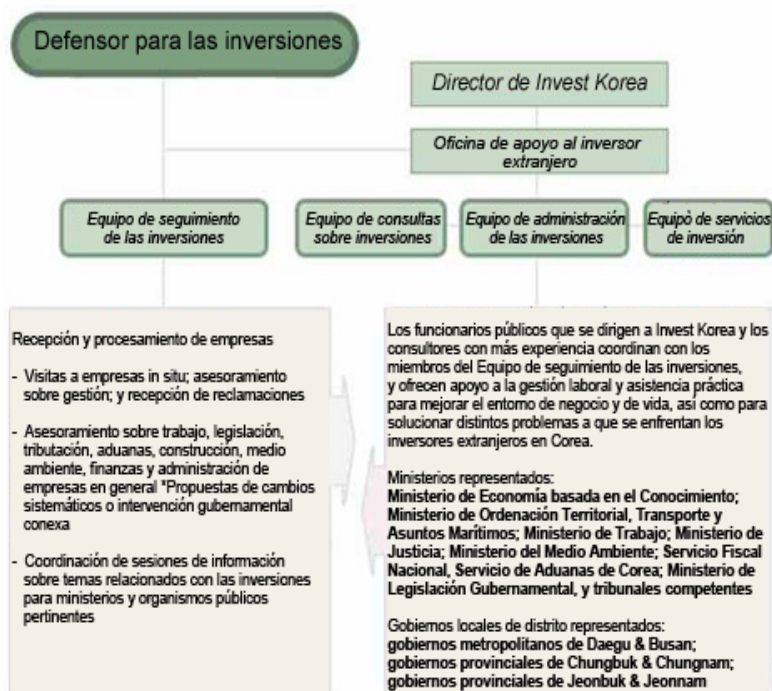 Defensor para las inversiones
Director de Invest Korea
Oficina de apoyo al inversor
extranjero
Equipo de seguimiento
de las inversiones
Equipo de consultas
sobre inversiones
Equipo de administración
de las inversiones
Equipo de servicios
de inversión
Recepción y procesamiento de empresas
- Visitas a empresas in situ; asesoramiento
sobre gestión; y recepción de reclamaciones
- Asesoramiento sobre trabajo, legislación,
tributación, aduanas, construcción, medio
ambiente, finanzas y administración de
empresas en general "Propuestas de cambios
sistemáticos o intervención gubernamental
conexa
- Coordinación de sesiones de información
sobre temas relacionados con las inversiones
para ministerios y organismos públicos
pertinentes
Los funcionarios públicos que se dirigen a Invest Korea y los
consultores con más experiencia coordinan con los
miembros del Equipo de seguimiento de las inversiones,
y ofrecen apoyo a la gestión laboral y asistencia práctica
para mejorar el entorno de negocio y de vida, así como para
solucionar distintos problemas a que se enfrentan los
inversores extranjeros en Corea.
Ministerios representados:
Ministerio de Economía basada en el Conocimiento;
Ministerio de Ordenación Territorial, Transporte y
Asuntos Marítimos; Ministerio de Trabajo; Ministerio de
Justicia; Ministerio del Medio Ambiente; Servicio Fiscal
Nacional, Servicio de Aduanas de Corea; Ministerio de
Legislación Gubernamental, y tribunales competentes
Gobiernos locales de distrito representados:
gobiernos metropolitanos de Daegu & Busan;
gobiernos provinciales de Chungbuk & Chungnam;
gobiernos provinciales de Jeonbuk & Jeonnam